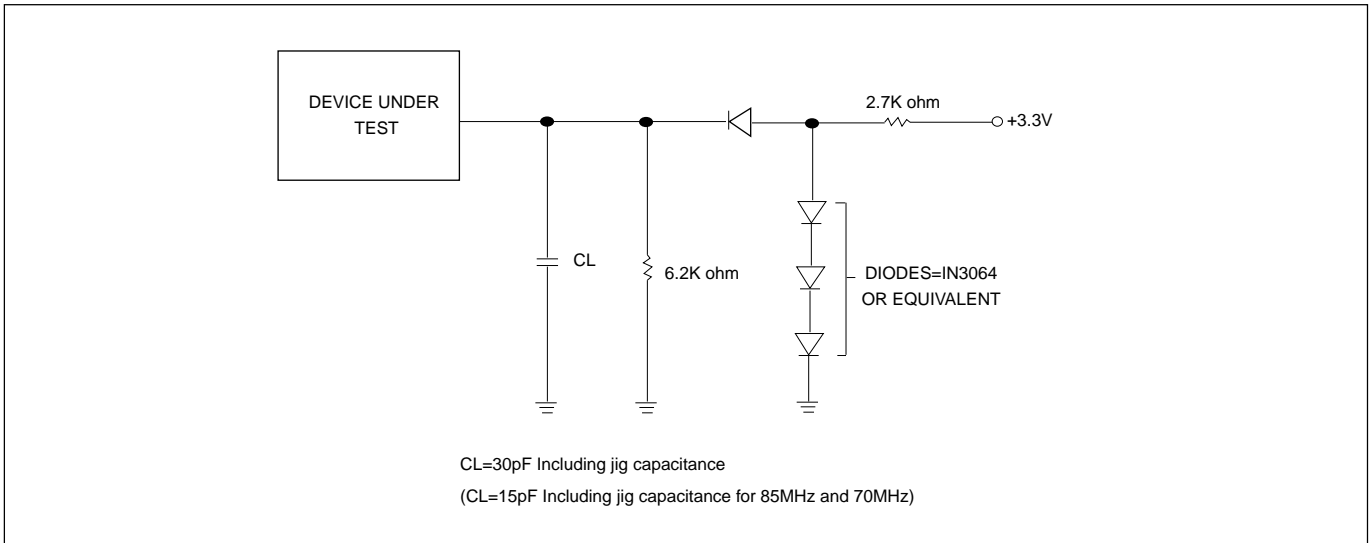 DEVICE UNDER
TEST
2.7K ohm
+3.3V
CL
6.2K ohm
DIODES=IN3064
OR EQUIVALENT
CL=30pF Including jig capacitance
(CL=15pF Including jig capacitance for 85MHz and 70MHz)